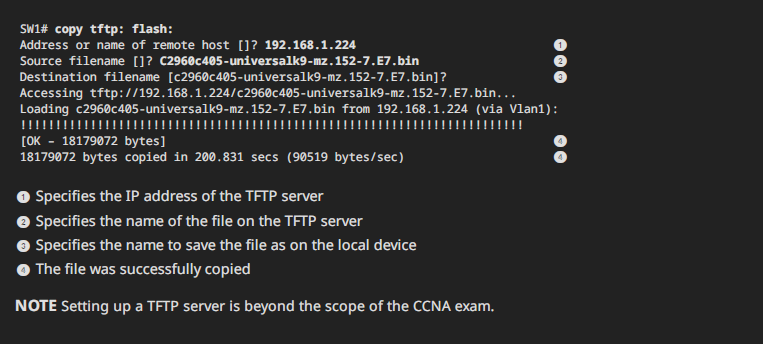 SW1# copy tftp: flash:
Address or name of remote host []? 192.168.1.224 ①
Source filename []? C2960c405-universalk9-mz.152-7.E7.bin ②
Destination filename [c2960c405-universalk9-mz.152-7.E7.bin]? ③
Accessing tftp://192.168.1.224/c2960c405-universalk9-mz.152-7.E7.bin...
Loading c2960c405-universalk9-mz.152-7.E7.bin from 192.168.1.224 (via Vlan1):
!!!!!!!!!!!!!!!!!!!!!!!!!!!!!!!!!!!!!!!!!!!!!!!!!!!!!!!!!!!!!!!!!!!!!!!!
[OK – 18179072 bytes] ④
18179072 bytes copied in 200.831 secs (90519 bytes/sec) ④
① Specifies the IP address of the TFTP server
② Specifies the name of the file on the TFTP server
③ Specifies the name to save the file as on the local device
④ The file was successfully copied
NOTE Setting up a TFTP server is beyond the scope of the CCNA exam.